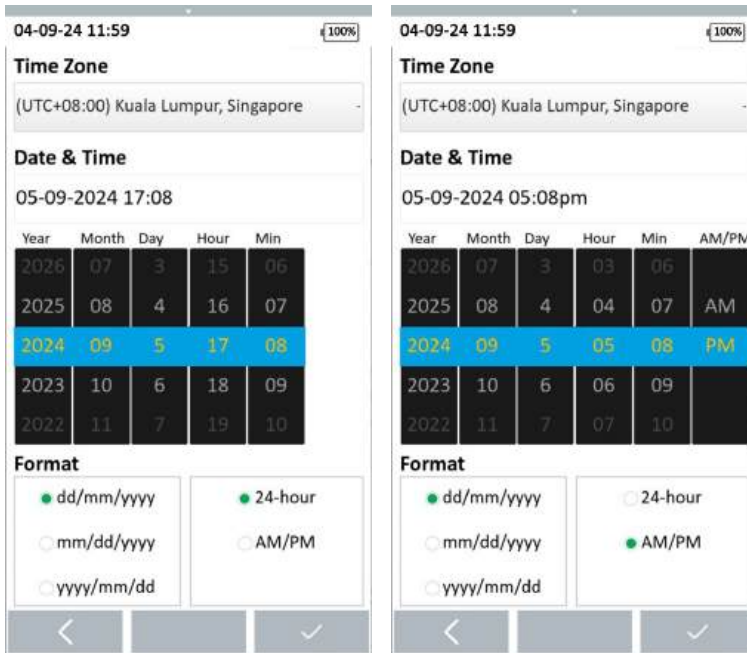 04-09-24 11:59 100%
Time Zone
(UTC+08:00) Kuala Lumpur, Singapore
Date & Time
05-09-2024 17:08
Year Month Day Hour Min
2026 07 3 15 06
2025 08 4 16 07
2024 09 5 17 08
2023 10 6 18 09
2022 11 7 19 10
Format
dd/mm/yyyy 24-hour
mm/dd/yyyy AM/PM
yyyy/mm/dd
04-09-24 11:59 100%
Time Zone
(UTC+08:00) Kuala Lumpur, Singapore
Date & Time
05-09-2024 05:08pm
Year Month Day Hour Min AM/PM
2026 07 3 03 06
2025 08 4 04 07 AM
2024 09 5 05 08 PM
2023 10 6 06 09
2022 11 7 07 10
Format
dd/mm/yyyy 24-hour
mm/dd/yyyy AM/PM
yyyy/mm/dd